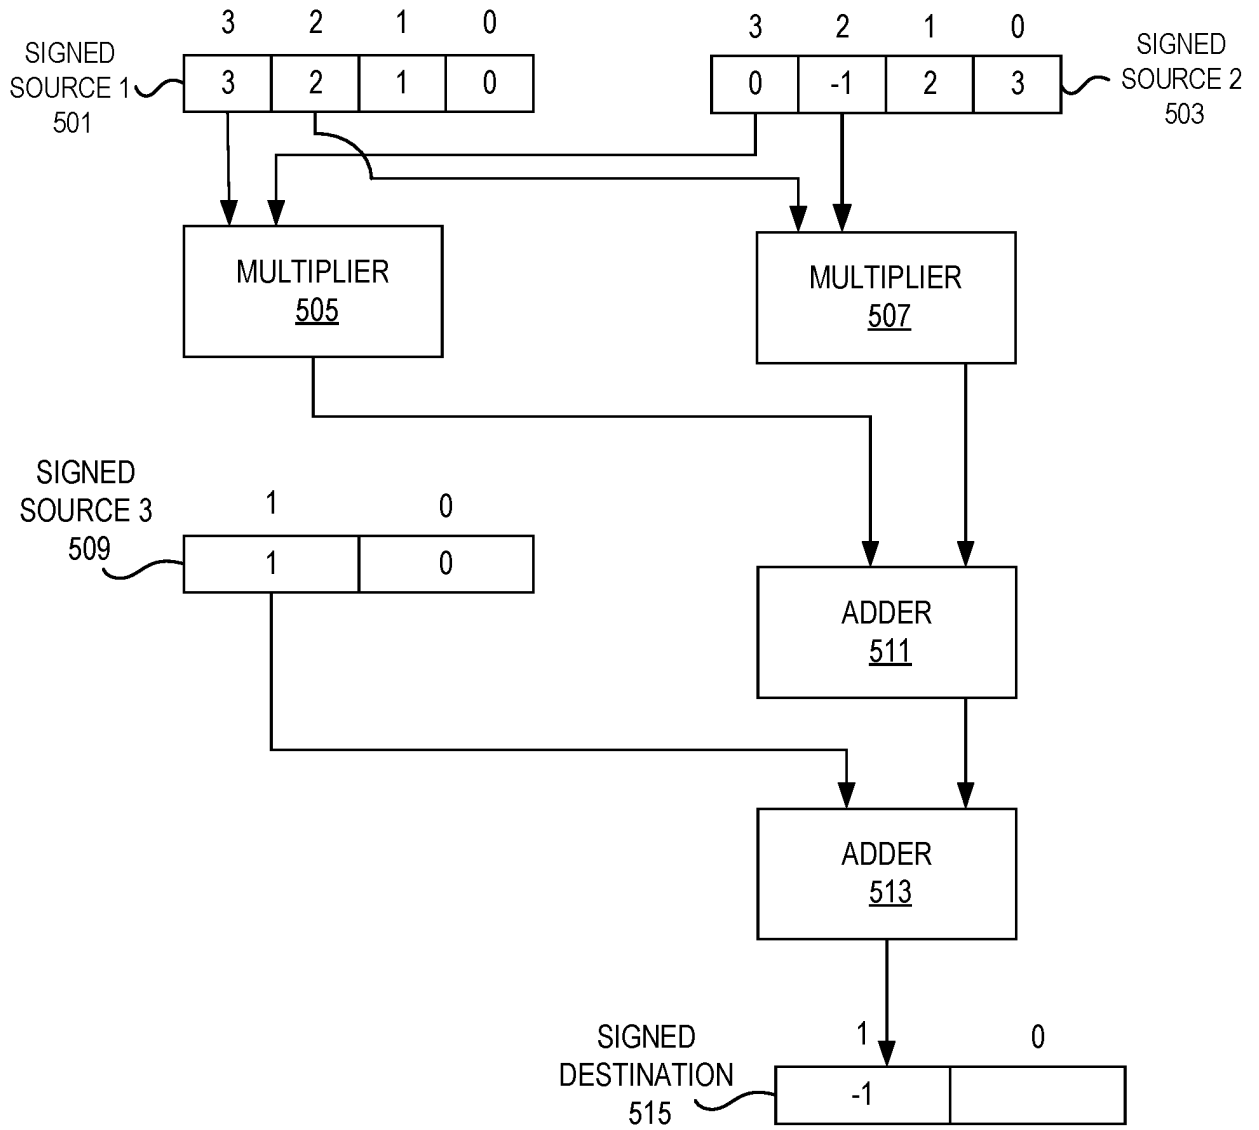 3 2 1 0
3 2 1 0
SIGNED
SOURCE 1
501
3 2 1 0
0 -1 2 3
SIGNED
SOURCE 2
503
MULTIPLIER
505
MULTIPLIER
507
SIGNED
SOURCE 3
509
1 0
1 0
ADDER
511
ADDER
513
SIGNED
DESTINATION
515
1 0
-1